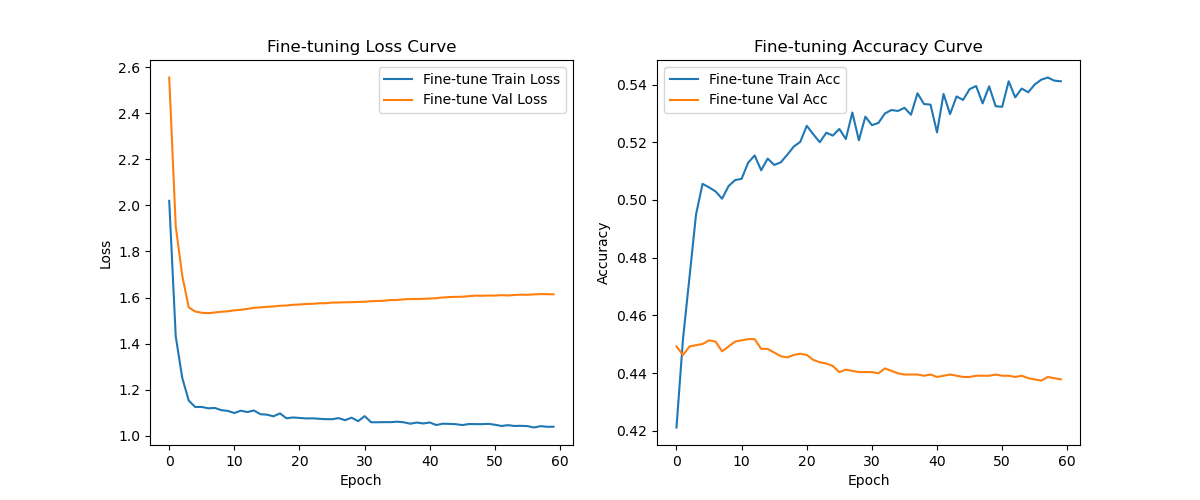 Fine-tuning Loss Curve
2.6
2.4
2.2
2.0
1.8
1.6
1.4
1.2
1.0
Loss
Fine-tune Train Loss
Fine-tune Val Loss
0 10 20 30 40 50 60
Epoch
Fine-tuning Accuracy Curve
0.54
0.52
0.50
0.48
0.46
0.44
0.42
Accuracy
Fine-tune Train Acc
Fine-tune Val Acc
0 10 20 30 40 50 60
Epoch